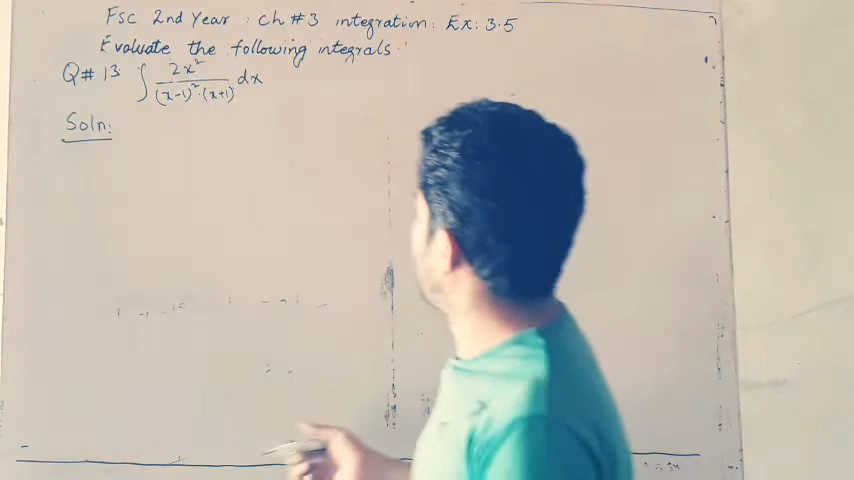 Fsc 2nd Year : Ch # 3 integration : Ex : 3.5
Evaluate the following integrals.
Q# 13 ∫ 2x² / (x-1)²·(x+1) dx
Soln: